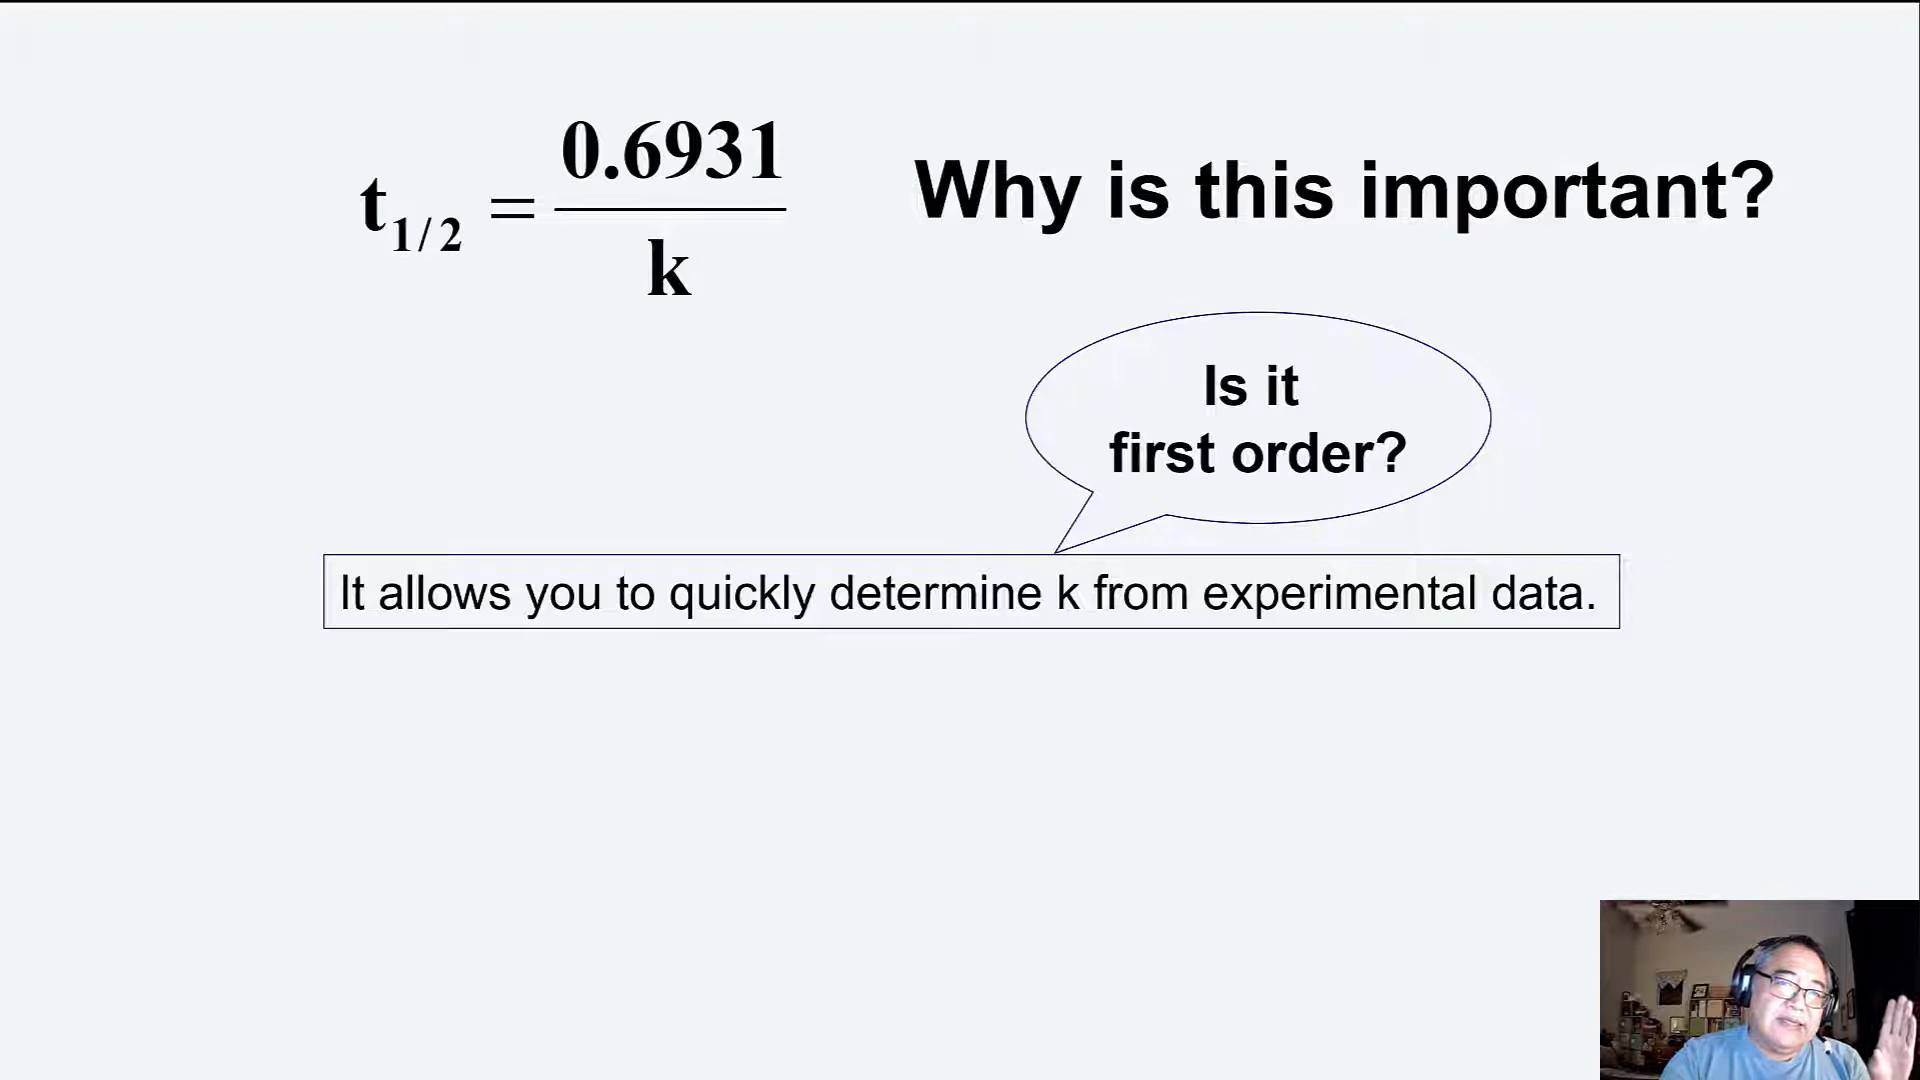 t1/2 = 0.6931 / k
Why is this important?
Is it
first order?
It allows you to quickly determine k from experimental data.